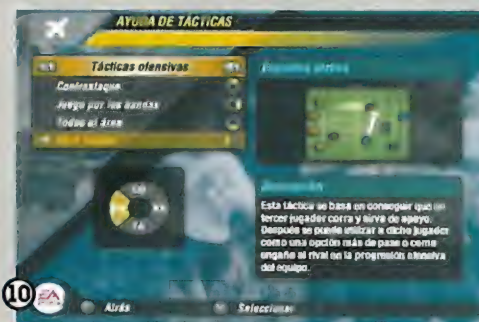 AYUDA DE TÁCTICAS
Tácticas ofensivas
Contraataque
Juego por las bandas
Todos al área
Esta táctica se basa en conseguir que un
tercer jugador corra y sirva de apoyo.
Después se puede utilizar a dicho jugador
como una opción más de pase o como
engaño al rival en la progresión ofensiva
del equipo.
10
EA
Atrás
Seleccionar